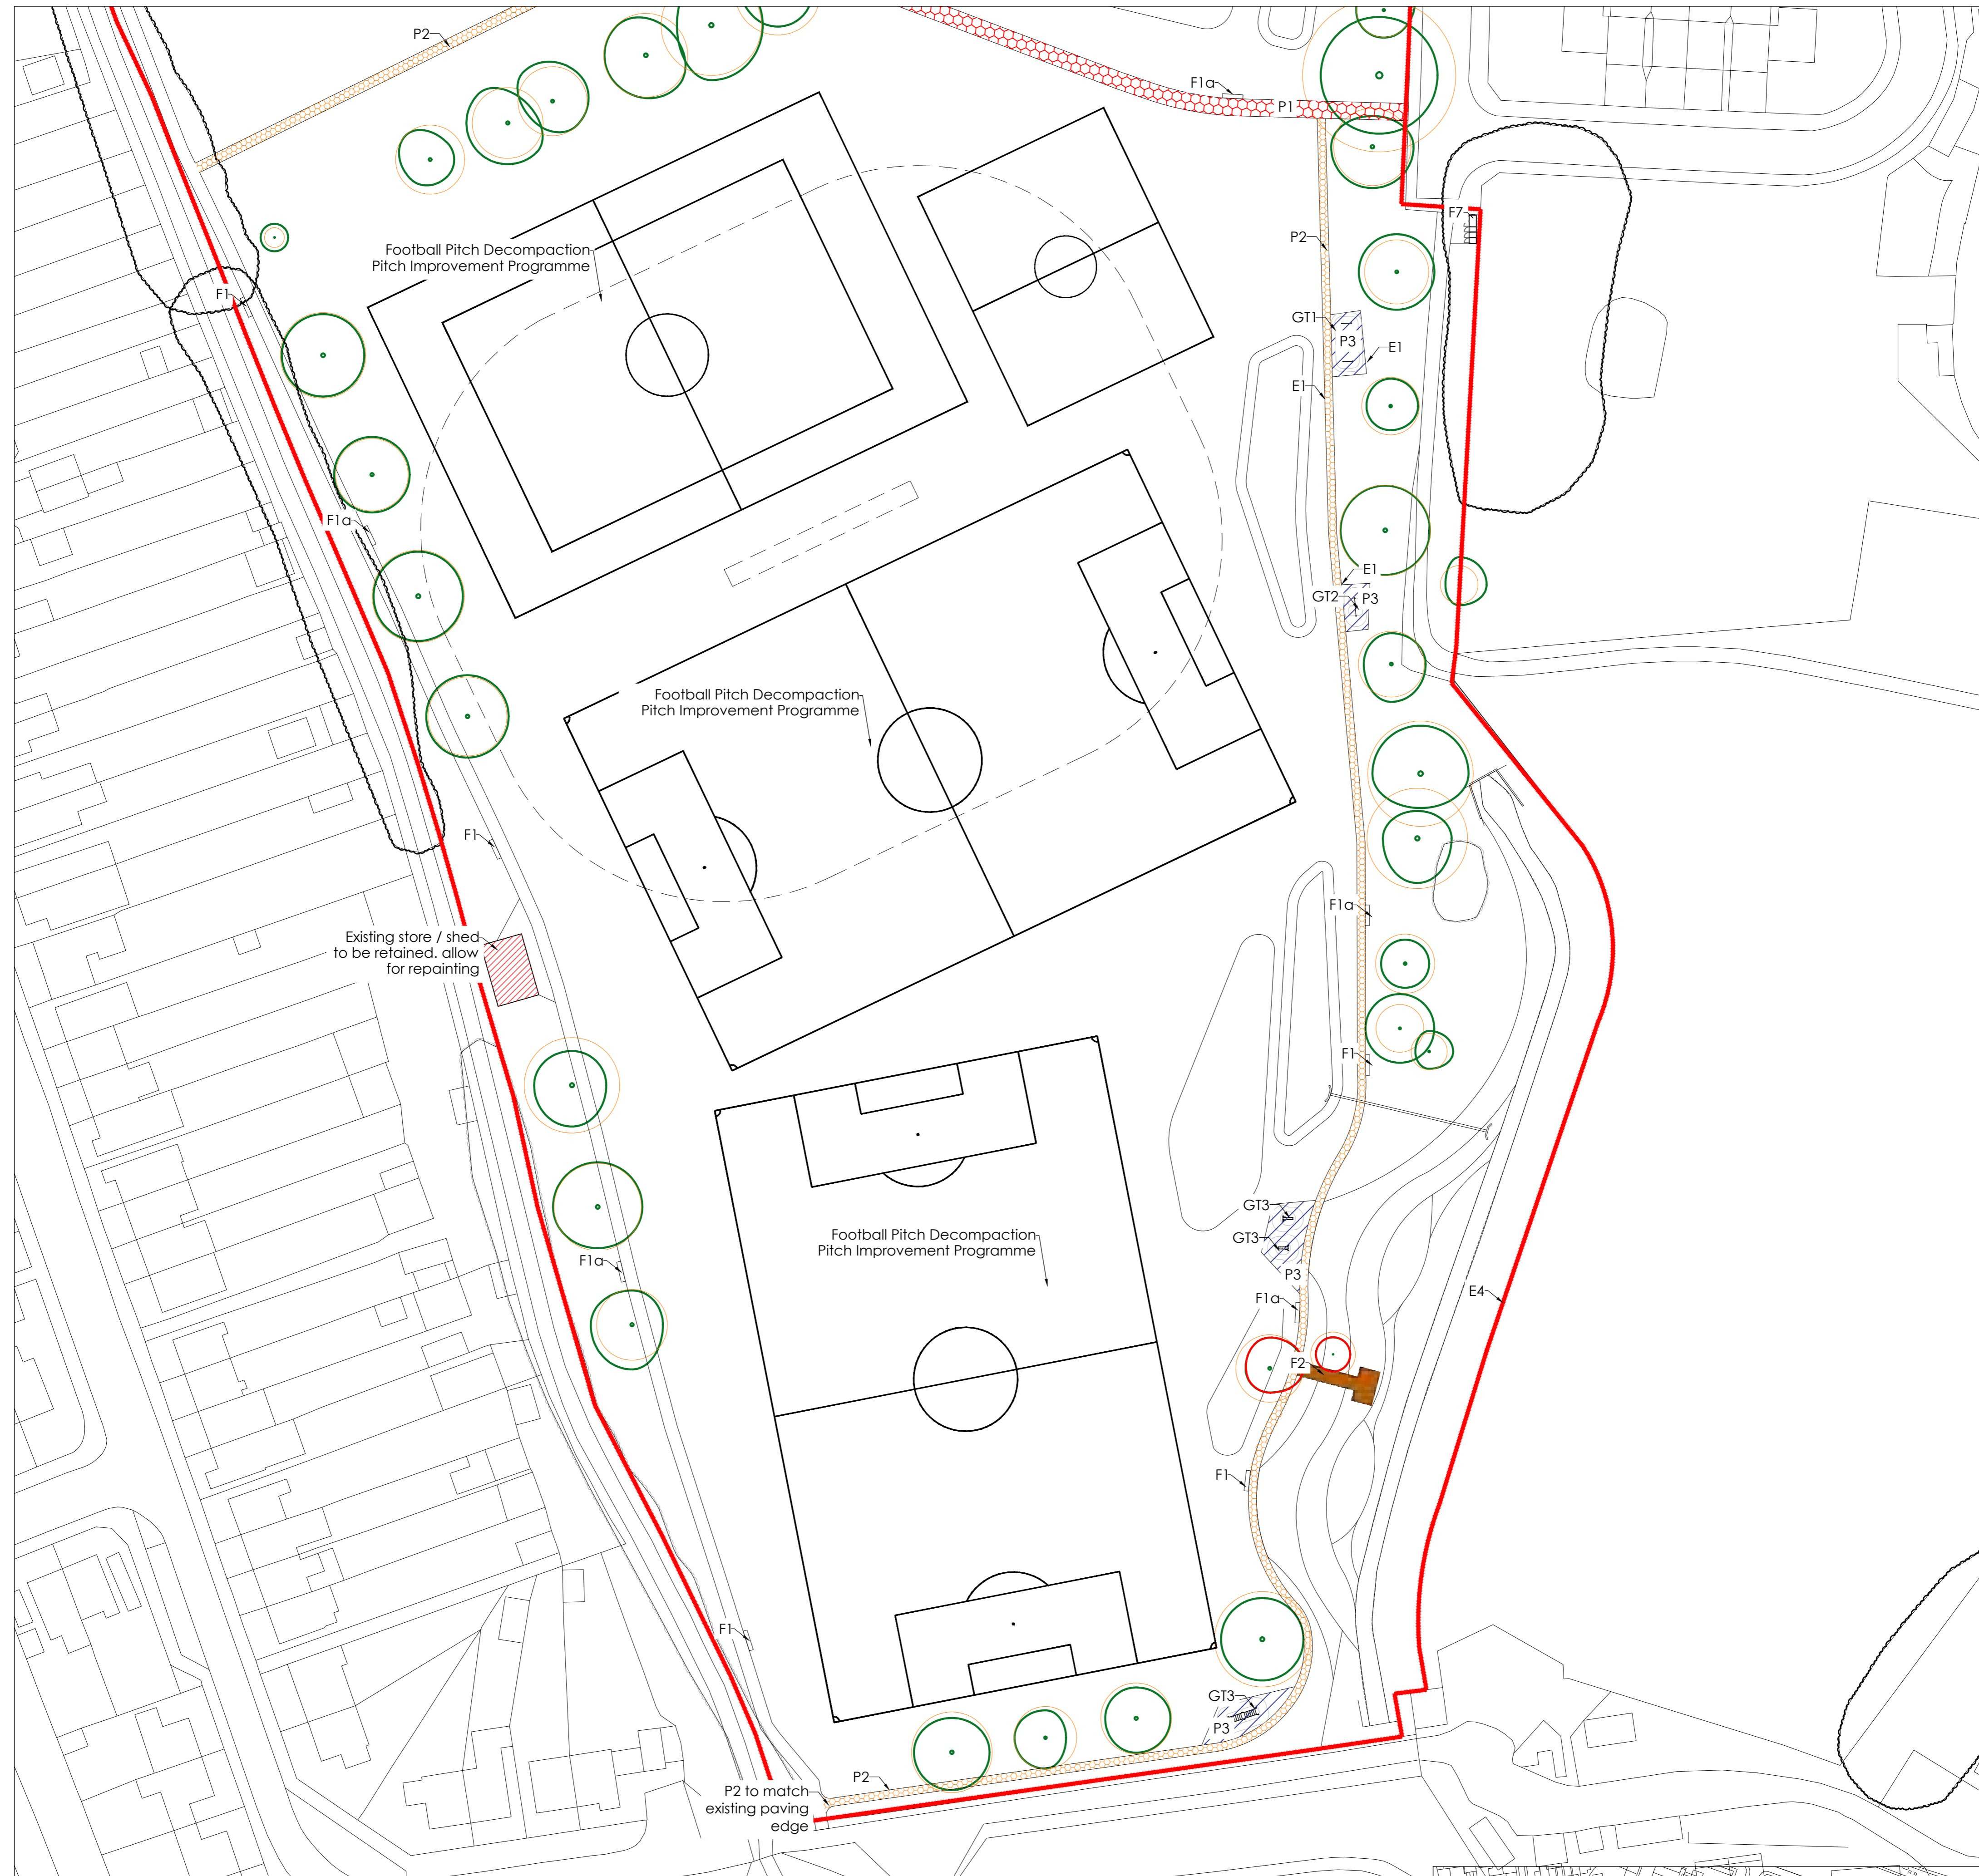 P2
F1a
P1
F7
P2
Football Pitch Decompaction
Pitch Improvement Programme
F1
GT1
P3
E1
E1
F1a
E1
GT2
P3
Football Pitch Decompaction
Pitch Improvement Programme
F1
F1a
Existing store / shed
to be retained. allow
for repainting
F1
GT3
GT3
Football Pitch Decompaction
Pitch Improvement Programme
F1a
P3
E4
F1a
F2
F1
F1
GT3
P3
P2
P2 to match
existing paving
edge